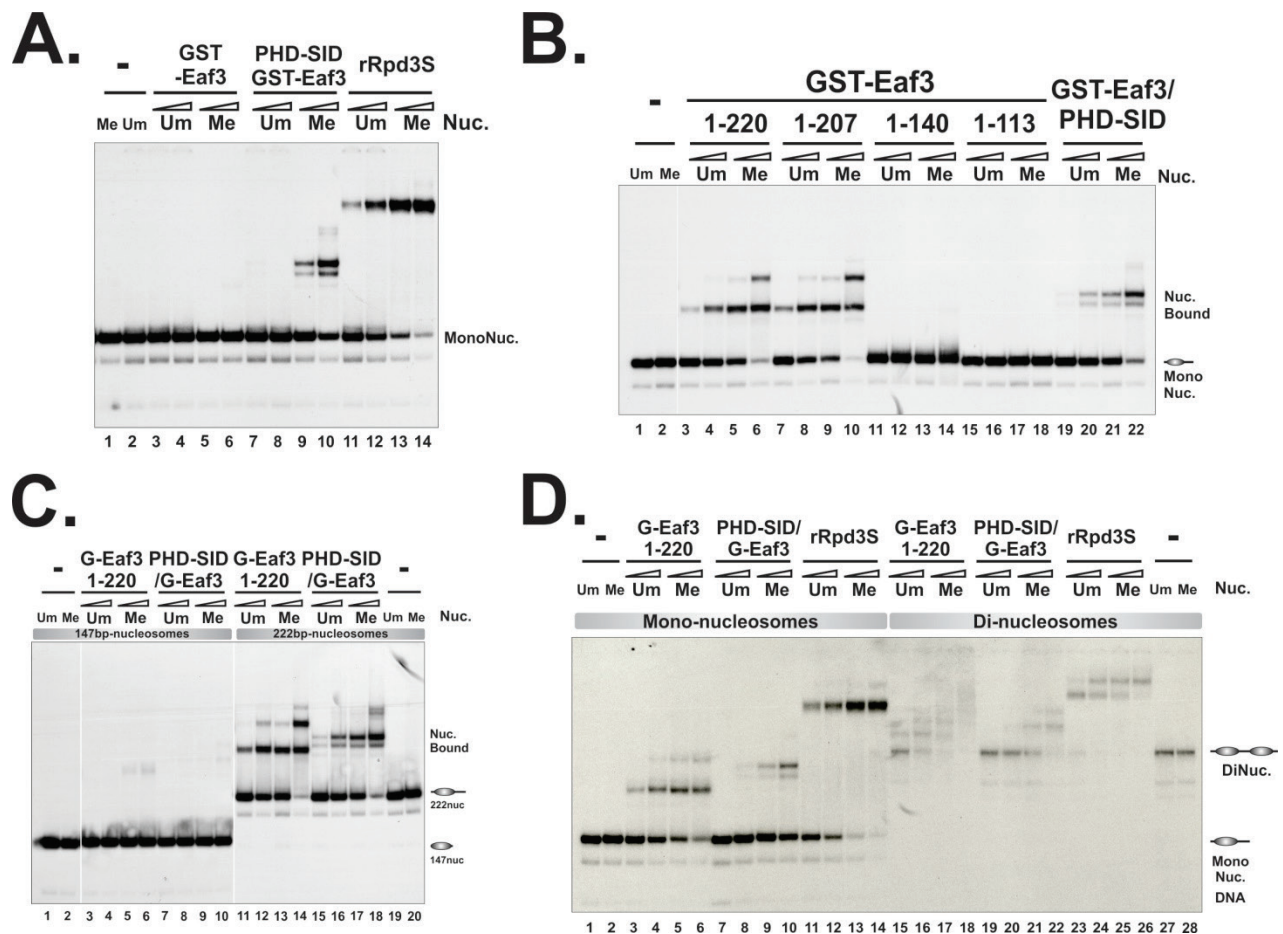 A.
- GST -Eaf3 PHD-SID GST-Eaf3 rRpd3S
Me Um Um Me Um Me Um Me Nuc.
MonoNuc.
1 2 3 4 5 6 7 8 9 10 11 12 13 14
B.
GST-Eaf3
- 1-220 1-207 1-140 1-113 GST-Eaf3/ PHD-SID
Um Me Um Me Um Me Um Me Um Me Um Me Nuc.
Nuc. Bound
Mono Nuc.
1 2 3 4 5 6 7 8 9 10 11 12 13 14 15 16 17 18 19 20 21 22
C.
- G-Eaf3 1-220 PHD-SID /G-Eaf3 G-Eaf3 1-220 PHD-SID /G-Eaf3 -
Um Me Um Me Um Me Um Me Um Me Um Me Nuc.
147bp-nucleosomes 222bp-nucleosomes
Nuc. Bound
222nuc
147nuc
1 2 3 4 5 6 7 8 9 10 11 12 13 14 15 16 17 18 19 20
D.
- G-Eaf3 1-220 PHD-SID/ G-Eaf3 rRpd3S G-Eaf3 1-220 PHD-SID/ G-Eaf3 rRpd3S -
Um Me Um Me Um Me Um Me Um Me Um Me Um Me Um Me Nuc.
Mono-nucleosomes Di-nucleosomes
DiNuc.
Mono Nuc.
DNA
1 2 3 4 5 6 7 8 9 10 11 12 13 14 15 16 17 18 19 20 21 22 23 24 25 26 27 28